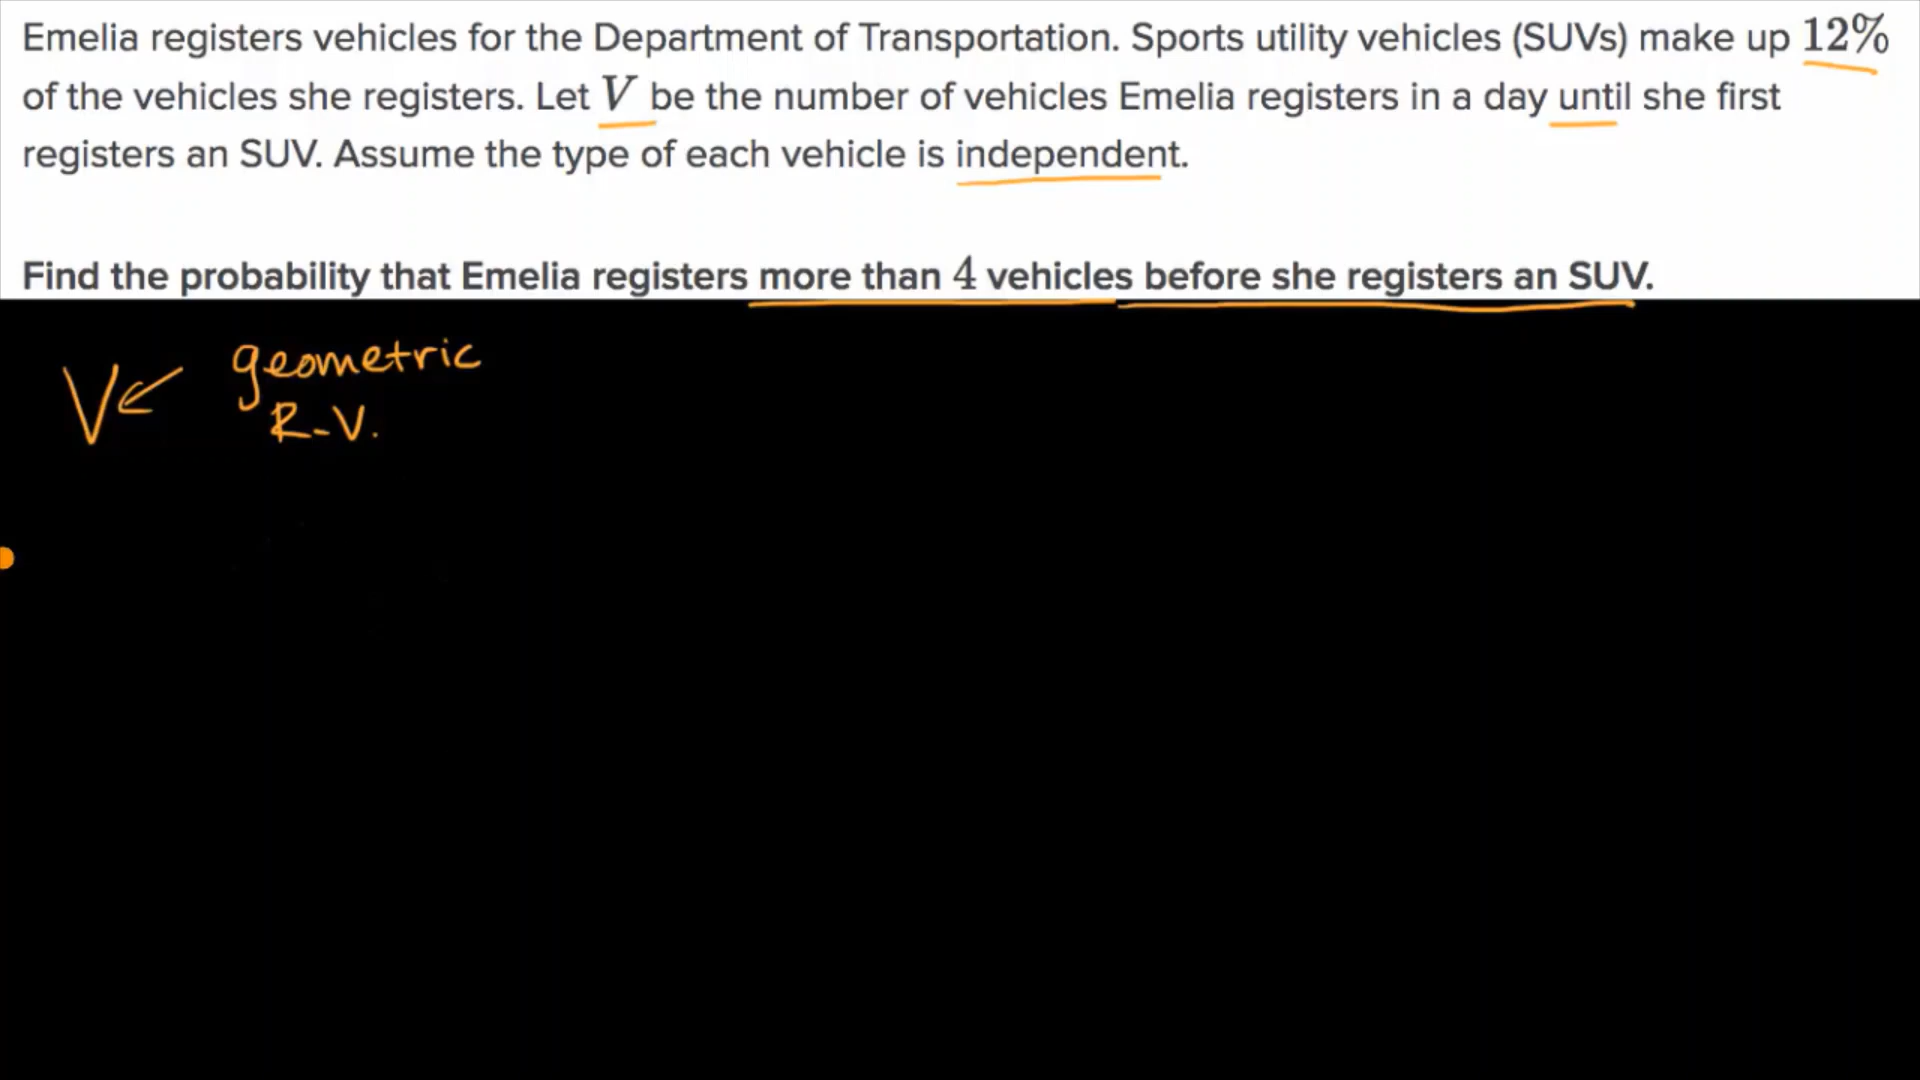 Emelia registers vehicles for the Department of Transportation. Sports utility vehicles (SUVs) make up 12%
of the vehicles she registers. Let V be the number of vehicles Emelia registers in a day until she first
registers an SUV. Assume the type of each vehicle is independent.
Find the probability that Emelia registers more than 4 vehicles before she registers an SUV.
V geometric
R-V.